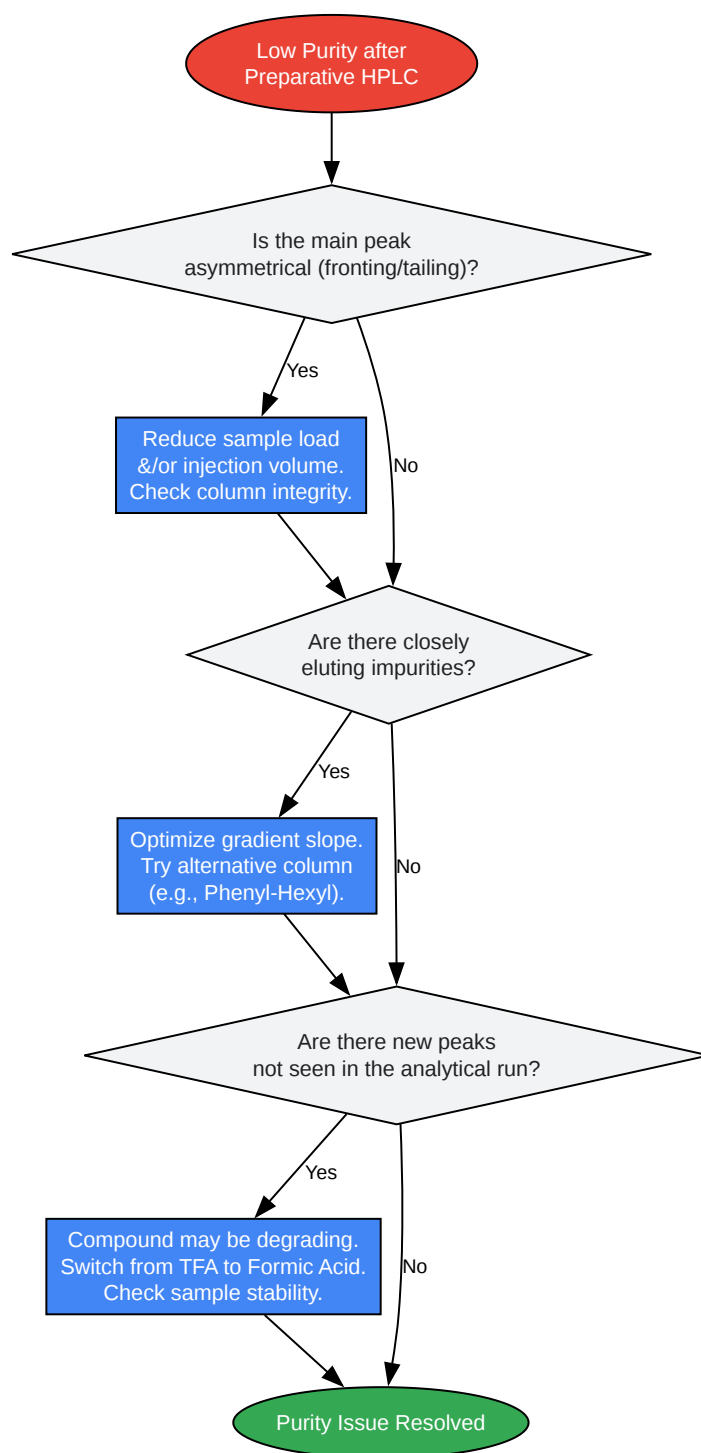 Low Purity after
Preparative HPLC
Is the main peak
asymmetrical (fronting/tailing)?
Yes
Reduce sample load
&/or injection volume.
Check column integrity.
No
Are there closely
eluting impurities?
Yes
Optimize gradient slope.
Try alternative column
(e.g., Phenyl-Hexyl).
No
Are there new peaks
not seen in the analytical run?
Yes
Compound may be degrading.
Switch from TFA to Formic Acid.
Check sample stability.
No
Purity Issue Resolved